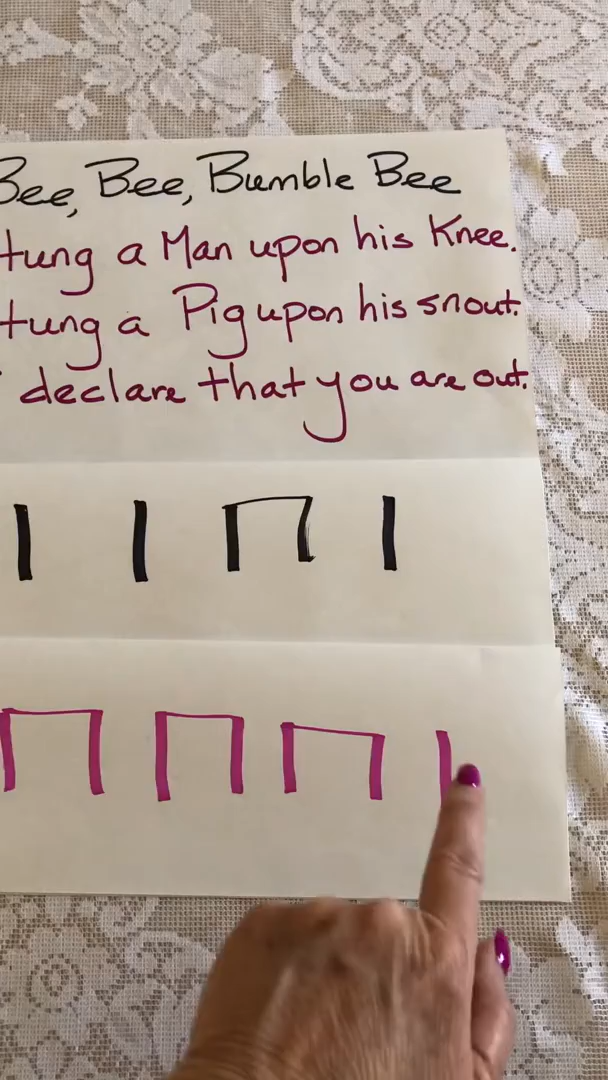 Bee, Bee, Bumble Bee
tung a Man upon his Knee.
tung a Pig upon his snout.
declare that you are out.